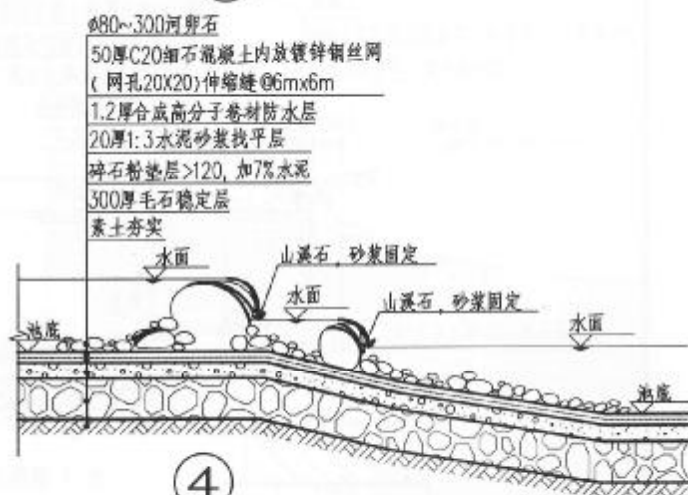 φ80~300河卵石
50厚C20细石混凝土内放镀锌钢丝网
(网孔20X20)伸缩缝@6mx6m
1.2厚合成高分子卷材防水层
20厚1:3水泥砂浆找平层
碎石粉垫层>120, 加7%水泥
300厚毛石稳定层
素土夯实
水面
山溪石, 砂浆固定
水面
山溪石, 砂浆固定
水面
池底
池底
4